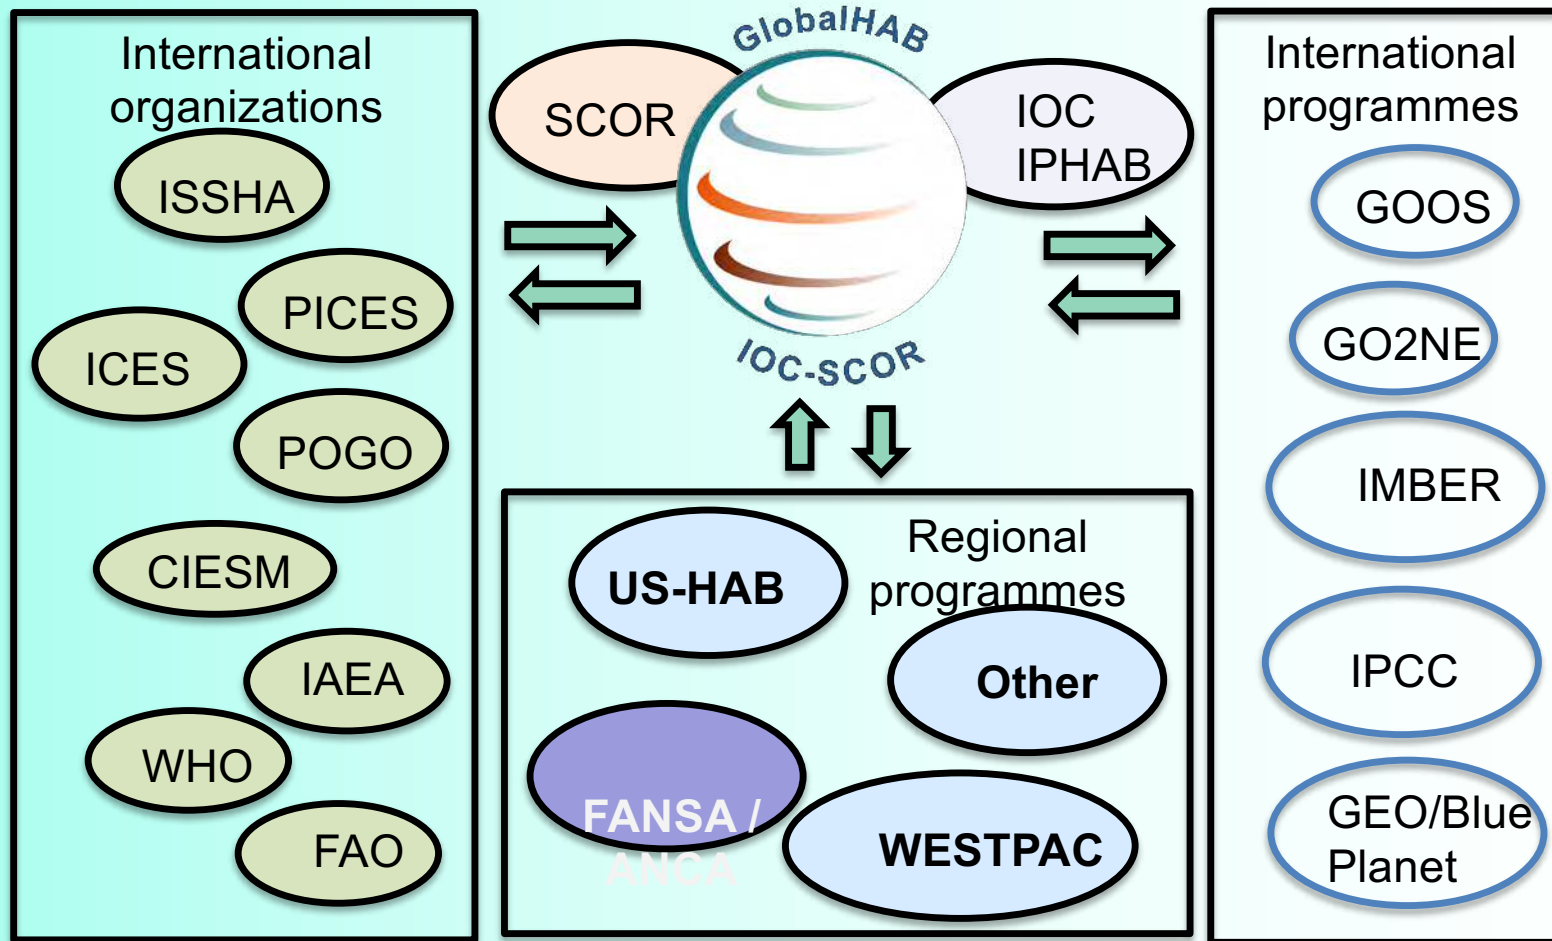 International
organizations
ISSHA
PICES
ICES
POGO
CIESM
IAEA
WHO
FAO
SCOR
GlobalHAB
IOC-SCOR
IOC
IPHAB
Regional
programmes
US-HAB
Other
FANSA /
ANCA
WESTPAC
International
programmes
GOOS
GO2NE
IMBER
IPCC
GEO/Blue
Planet